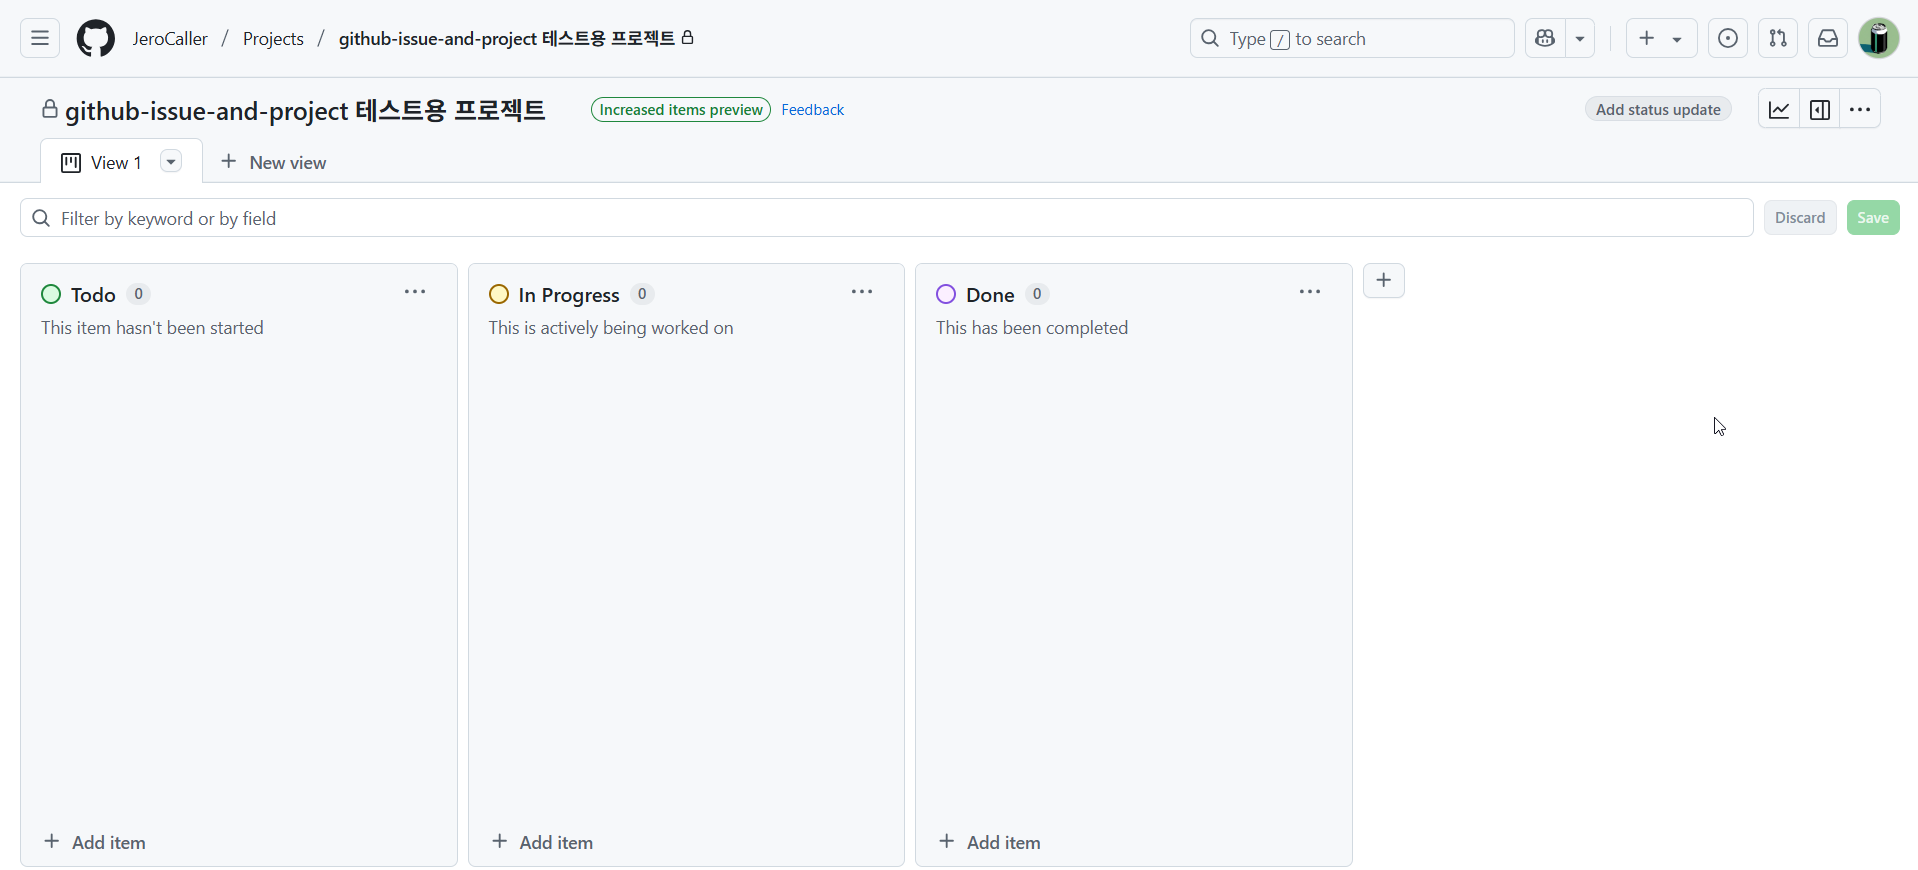 JeroCaller / Projects / github-issue-and-project 테스트용 프로젝트
Type / to search
github-issue-and-project 테스트용 프로젝트
Increased items preview
Feedback
Add status update
View 1
New view
Filter by keyword or by field
Discard
Save
Todo 0
This item hasn't been started
Add item
In Progress 0
This is actively being worked on
Add item
Done 0
This has been completed
Add item